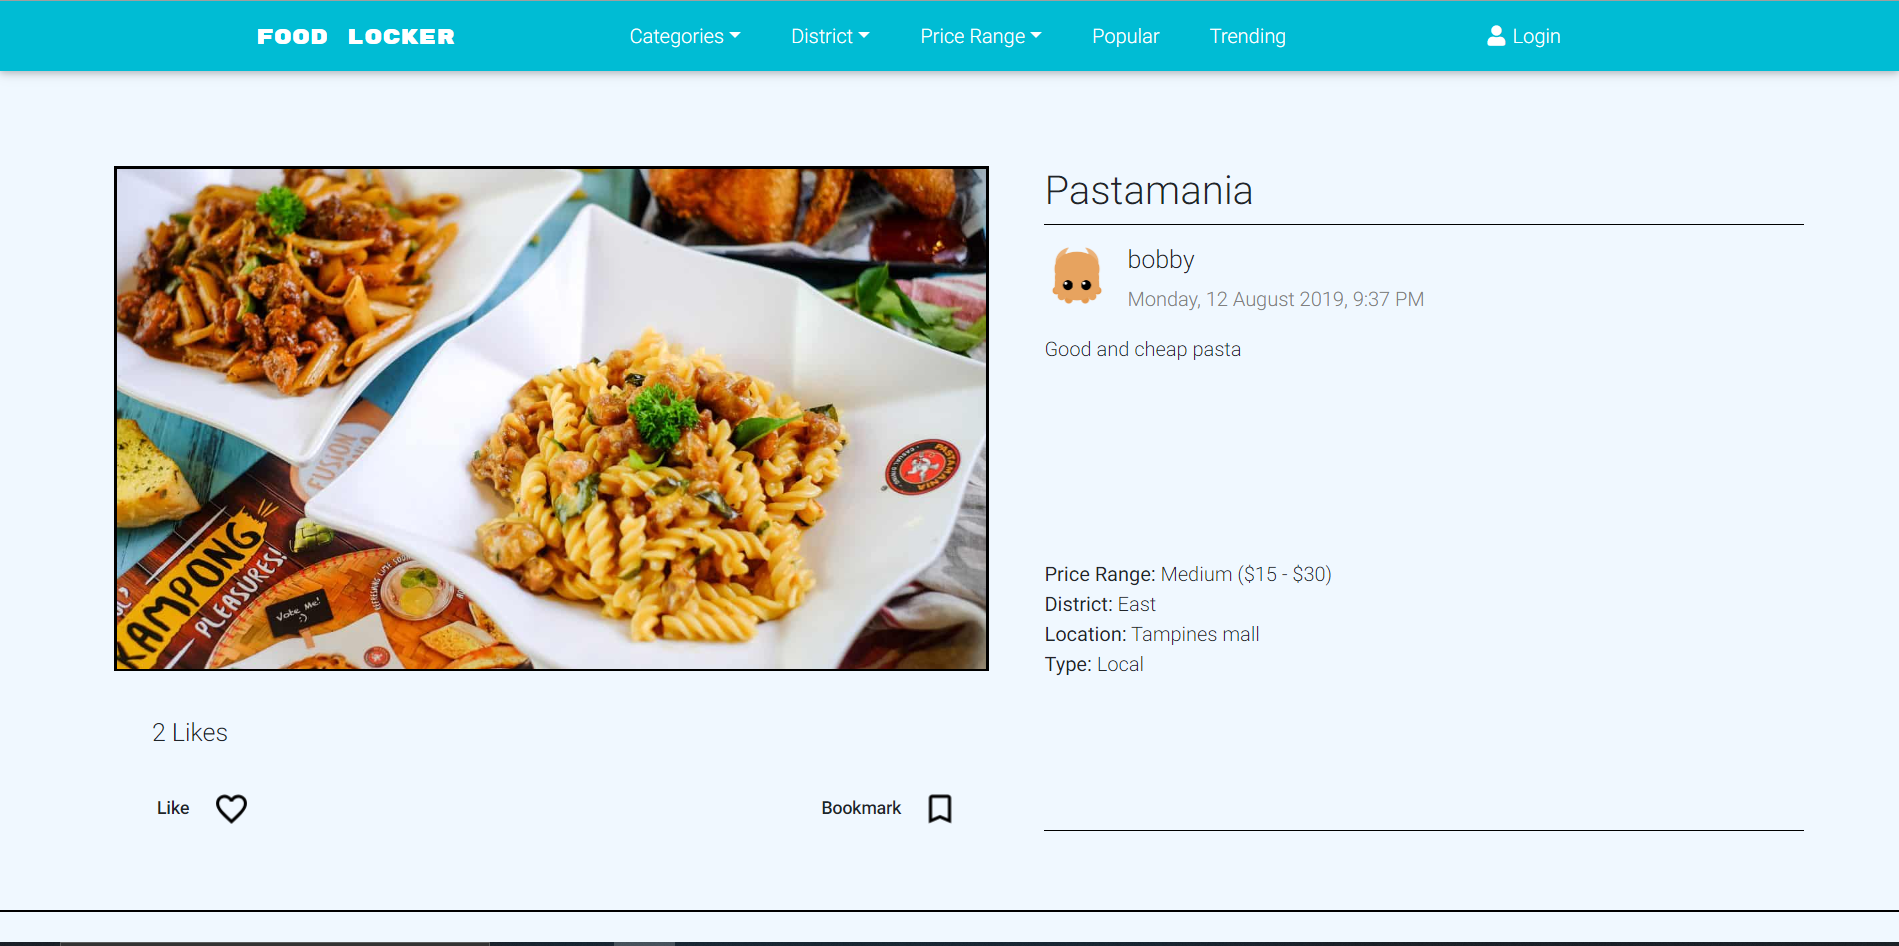 FOOD LOCKER
Categories
District
Price Range
Popular
Trending
Login
Pastamania
bobby
Monday, 12 August 2019, 9:37 PM
Good and cheap pasta
FUSION
PASTAMANIA
KAMPONG
PLEASURES!
Vote Me!
:)
Price Range: Medium ($15 - $30)
District: East
Location: Tampines mall
Type: Local
2 Likes
Like
Bookmark